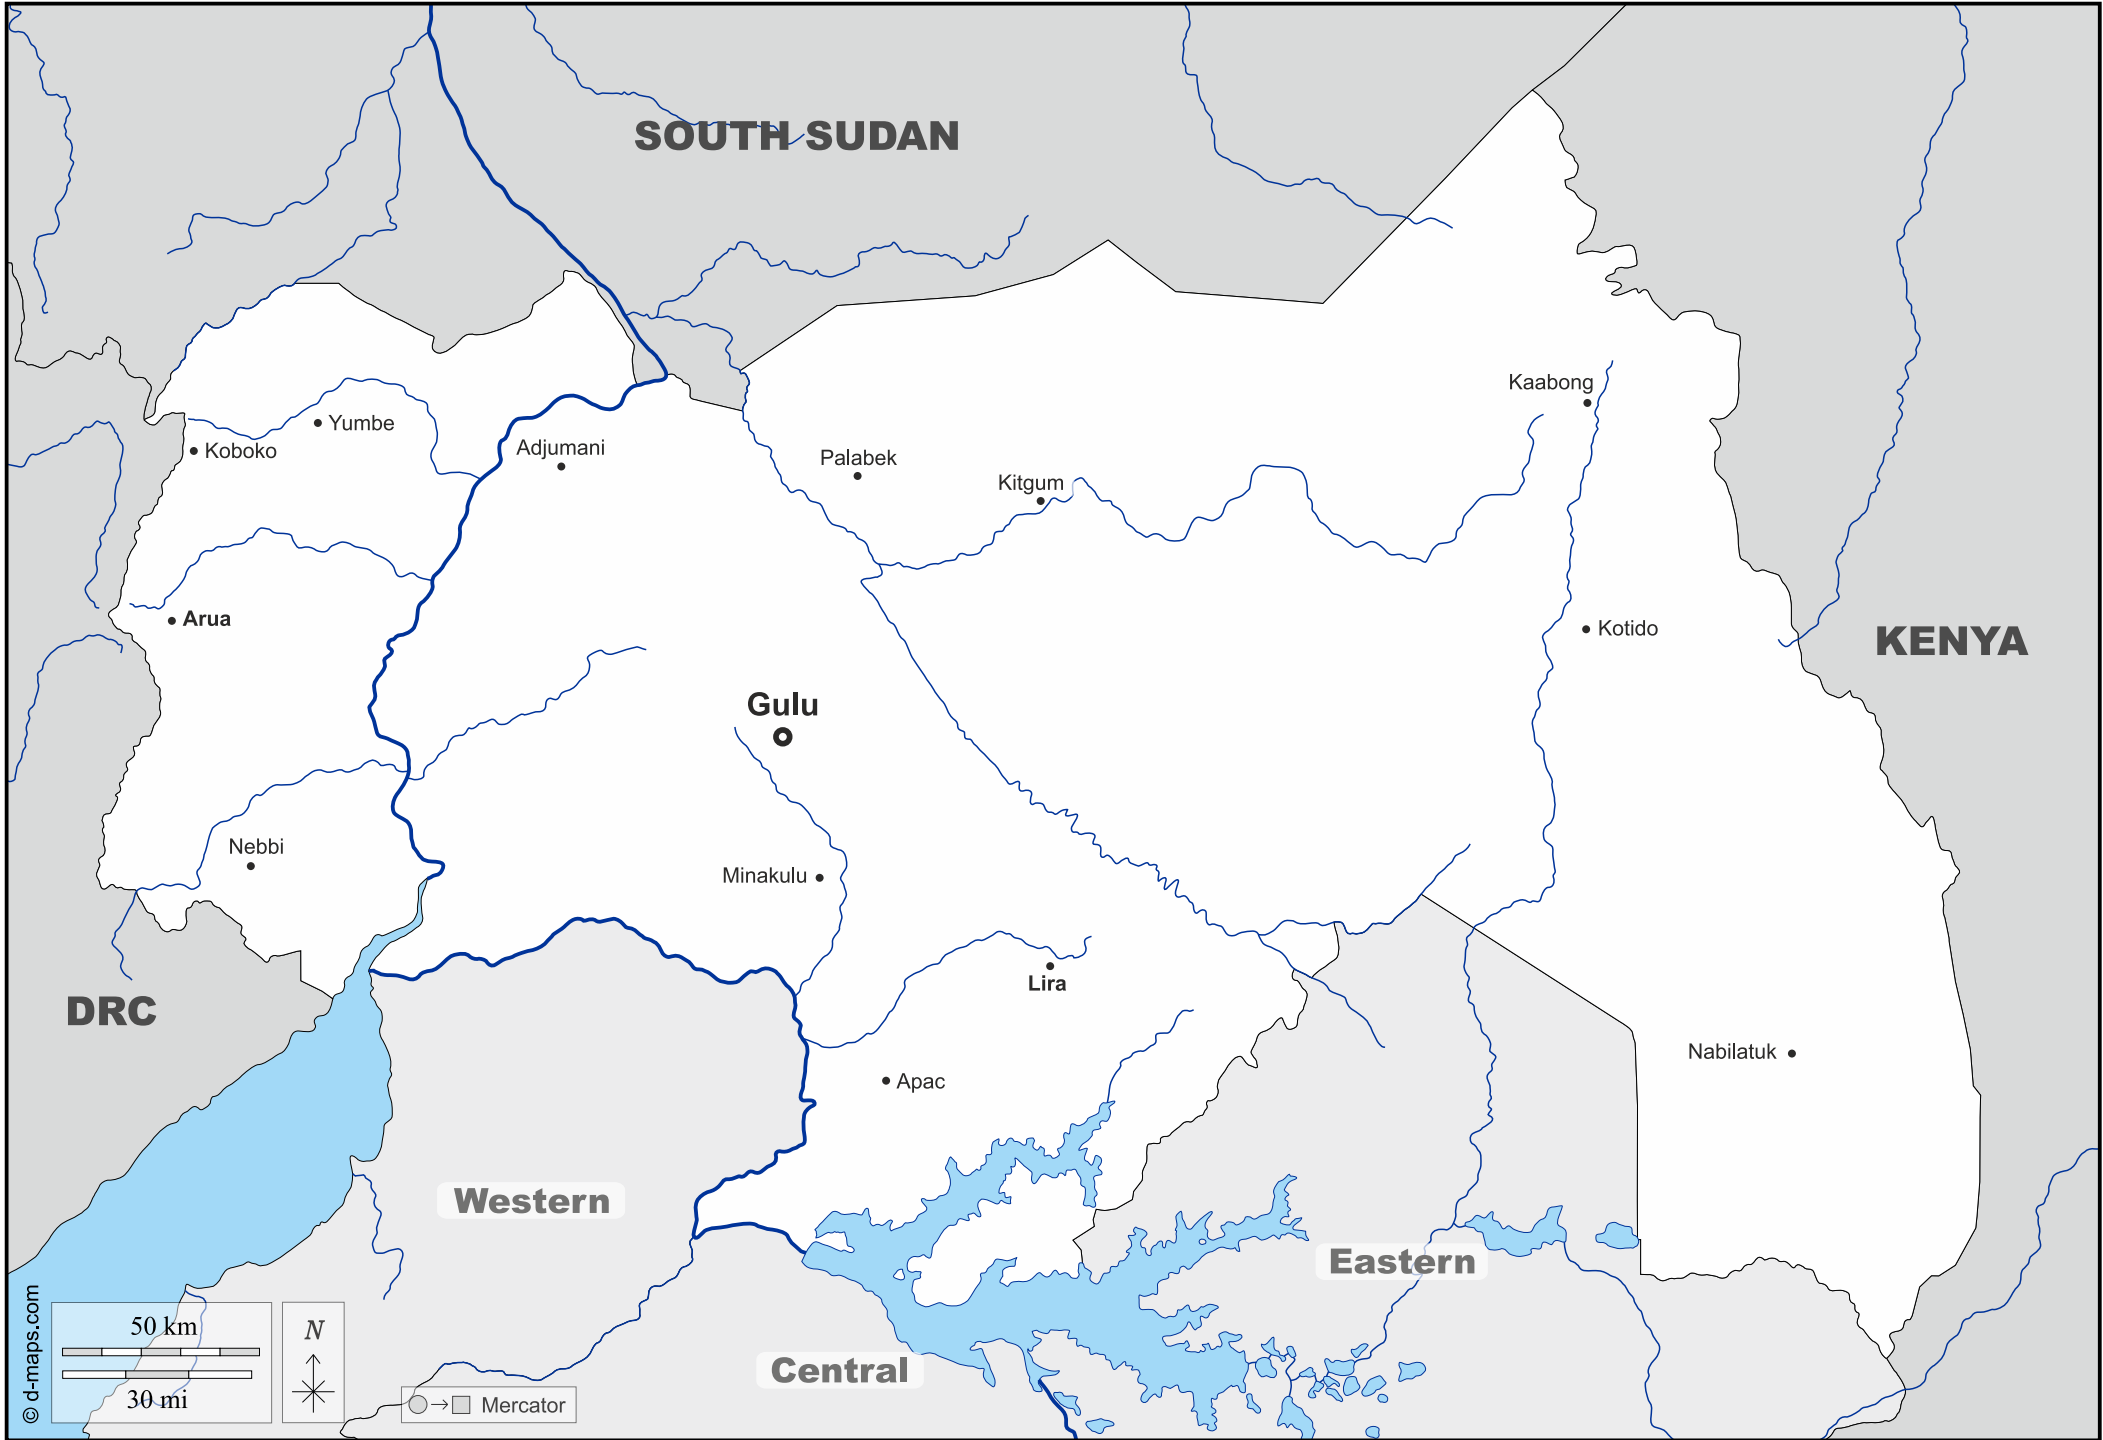 SOUTH SUDAN
Kaabong
Yumbe
Koboko
Adjumani
Palabek
Kitgum
Arua
Kotido
KENYA
Gulu
Nebbi
Minakulu
Lira
DRC
Nabilatuk
Apac
Western
Eastern
Central
© d-maps.com
50 km
30 mi
N
Mercator